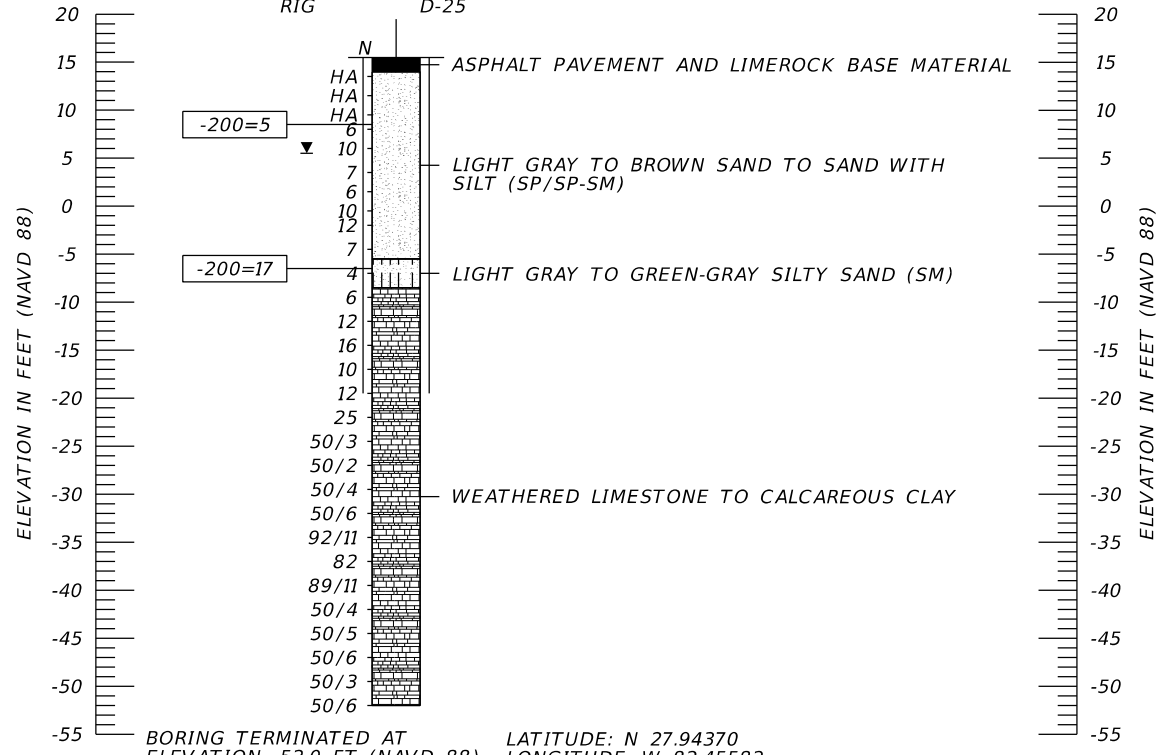 RIG D-25
20 20
N
15 ASPHALT PAVEMENT AND LIMEROCK BASE MATERIAL 15
HA
HA
10 HA 10
-200=5 6
10
5 LIGHT GRAY TO BROWN SAND TO SAND WITH 5
7
SILT (SP/SP-SM)
6
0 10 0
12
-5 7 -5
-200=17 4 LIGHT GRAY TO GREEN-GRAY SILTY SAND (SM)
6
-10 -10
12
-15 16 -15
10
-20 12 -20
25
-25 50/3 -25
50/2
-30 50/4 WEATHERED LIMESTONE TO CALCAREOUS CLAY -30
50/6
-35 92/11 -35
82
-40 89/11 -40
50/4
-45 50/5 -45
50/6
-50 50/3 -50
50/6
-55 -55
ELEVATION IN FEET (NAVD 88)
ELEVATION IN FEET (NAVD 88)
BORING TERMINATED AT LATITUDE: N 27.94370